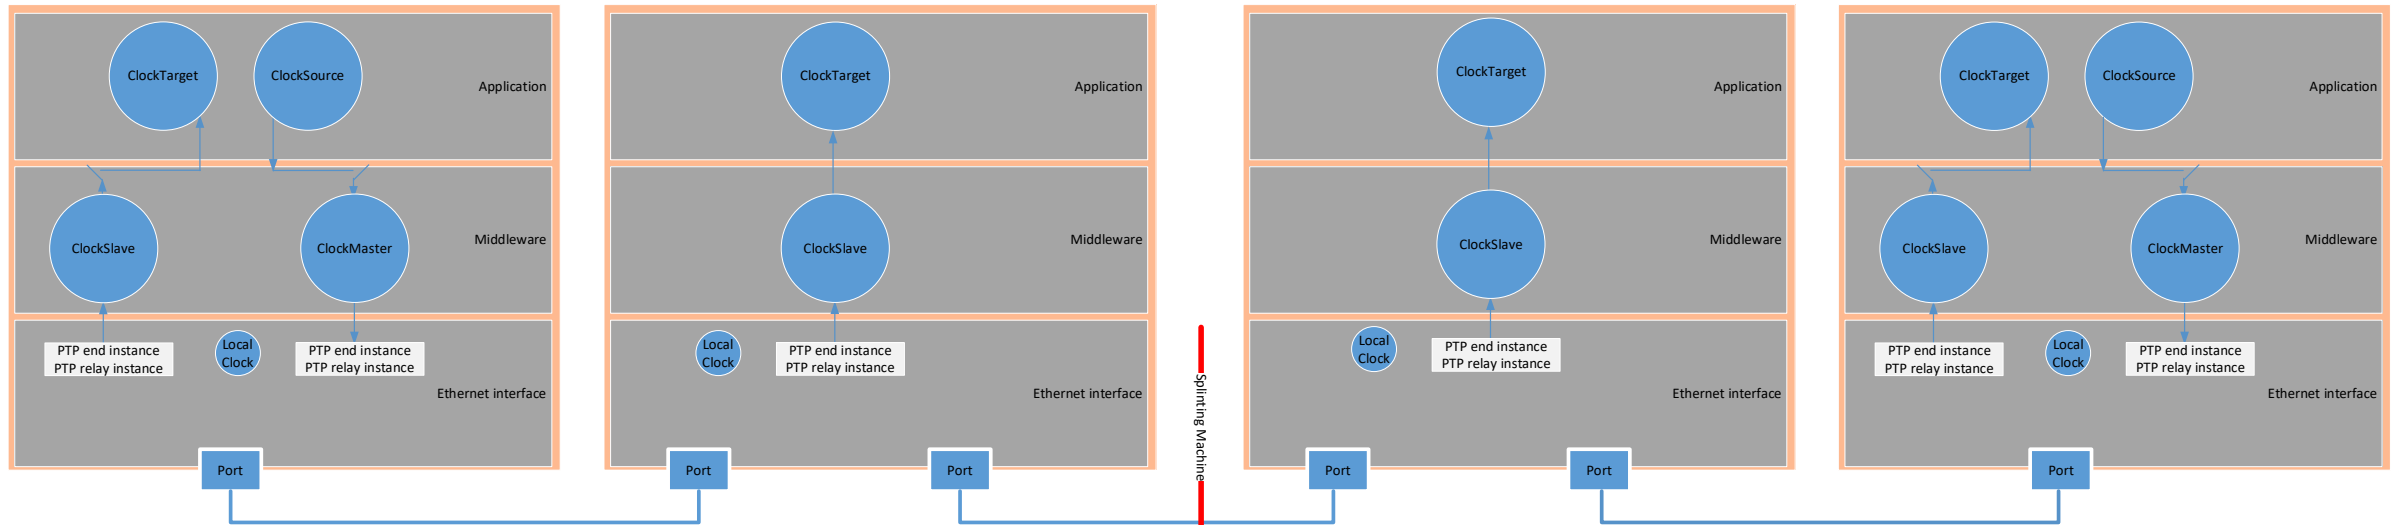 ClockTarget
ClockSource
Application
ClockSlave
ClockMaster
Middleware
PTP end instance
PTP relay instance
Local
Clock
PTP end instance
PTP relay instance
Ethernet interface
Port
ClockTarget
Application
ClockSlave
Middleware
Local
Clock
PTP end instance
PTP relay instance
Ethernet interface
Port
Port
Splinting Machine
ClockTarget
Application
ClockSlave
Middleware
Local
Clock
PTP end instance
PTP relay instance
Ethernet interface
Port
Port
ClockTarget
ClockSource
Application
ClockSlave
ClockMaster
Middleware
PTP end instance
PTP relay instance
Local
Clock
PTP end instance
PTP relay instance
Ethernet interface
Port